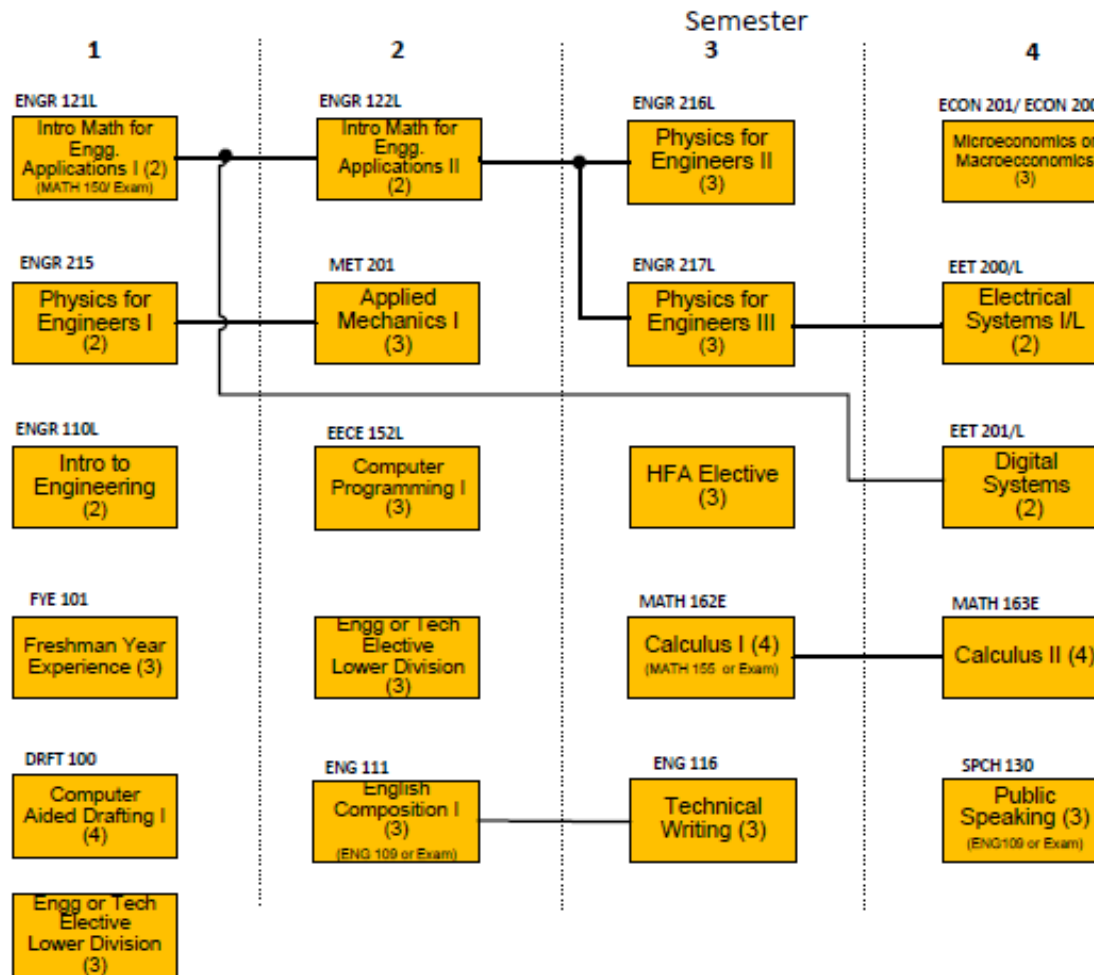 Semester
1
2
3
4
ENGR 121L
Intro Math for
Engg.
Applications I (2)
(MATH 150/ Exam)
ENGR 122L
Intro Math for
Engg.
Applications II
(2)
ENGR 216L
Physics for
Engineers II
(3)
ECON 201/ ECON 200
Microeconomics or
Macroecconomics
(3)
ENGR 215
Physics for
Engineers I
(2)
MET 201
Applied
Mechanics I
(3)
ENGR 217L
Physics for
Engineers III
(3)
EET 200/L
Electrical
Systems I/L
(2)
ENGR 110L
Intro to
Engineering
(2)
EECE 152L
Computer
Programming I
(3)
HFA Elective
(3)
EET 201/L
Digital
Systems
(2)
FYE 101
Freshman Year
Experience (3)
Engg or Tech
Elective
Lower Division
(3)
MATH 162E
Calculus I (4)
(MATH 155 or Exam)
MATH 163E
Calculus II (4)
DRFT 100
Computer
Aided Drafting I
(4)
ENG 111
English
Composition I
(3)
(ENG 109 or Exam)
ENG 116
Technical
Writing (3)
SPCH 130
Public
Speaking (3)
(ENG109 or Exam)
Engg or Tech
Elective
Lower Division
(3)